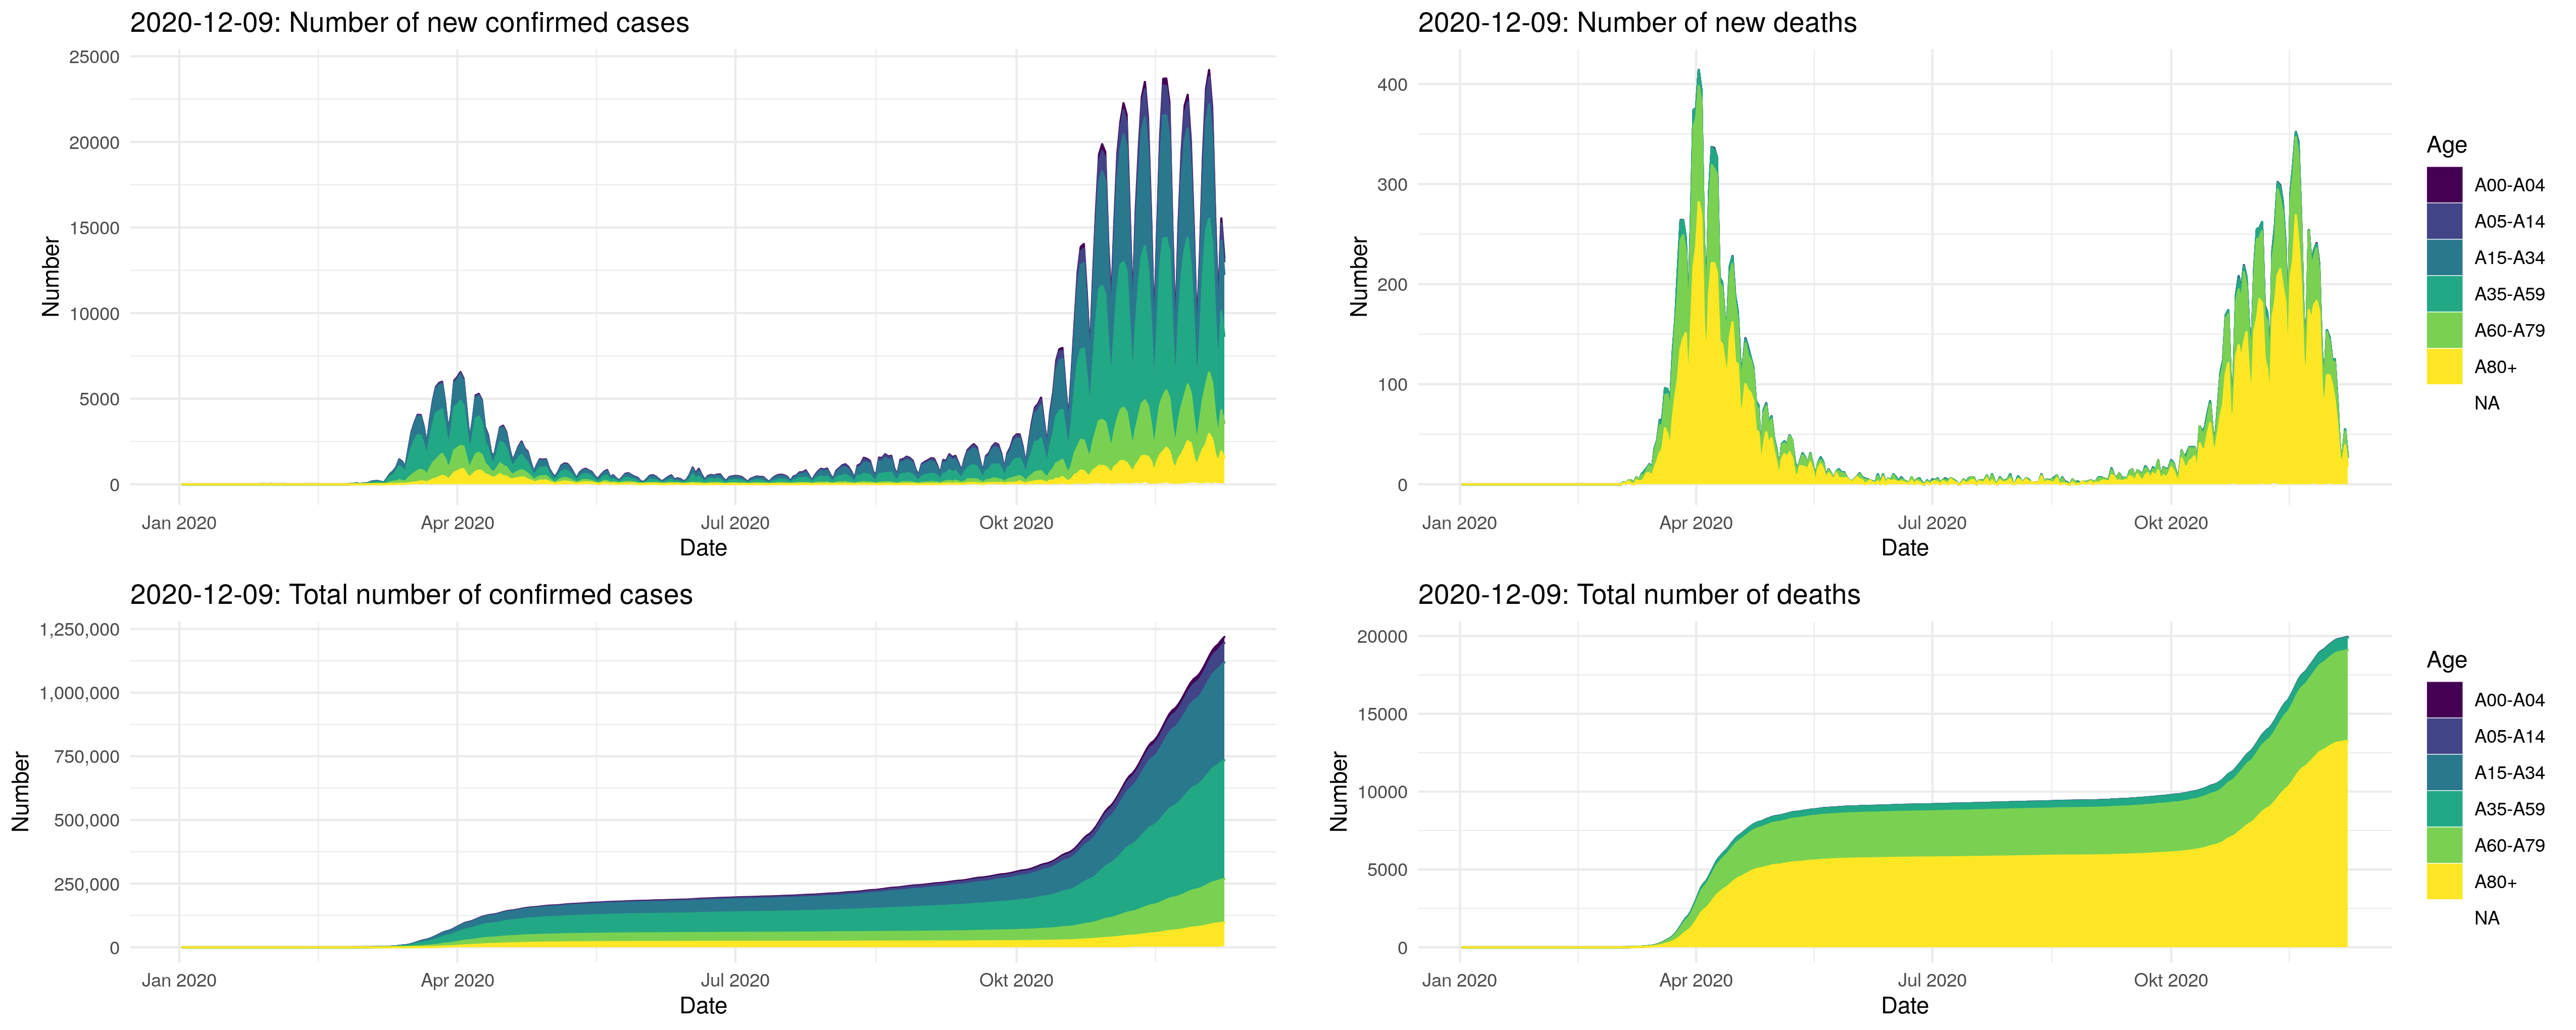 2020-12-09: Number of new confirmed cases
25000
20000
15000
10000
5000
0
Number
Jan 2020
Apr 2020
Jul 2020
Okt 2020
Date
2020-12-09: Number of new deaths
400
300
200
100
0
Number
Jan 2020
Apr 2020
Jul 2020
Okt 2020
Date
Age
A00-A04
A05-A14
A15-A34
A35-A59
A60-A79
A80+
NA
2020-12-09: Total number of confirmed cases
1,250,000
1,000,000
750,000
500,000
250,000
0
Number
Jan 2020
Apr 2020
Jul 2020
Okt 2020
Date
2020-12-09: Total number of deaths
20000
15000
10000
5000
0
Number
Jan 2020
Apr 2020
Jul 2020
Okt 2020
Date
Age
A00-A04
A05-A14
A15-A34
A35-A59
A60-A79
A80+
NA